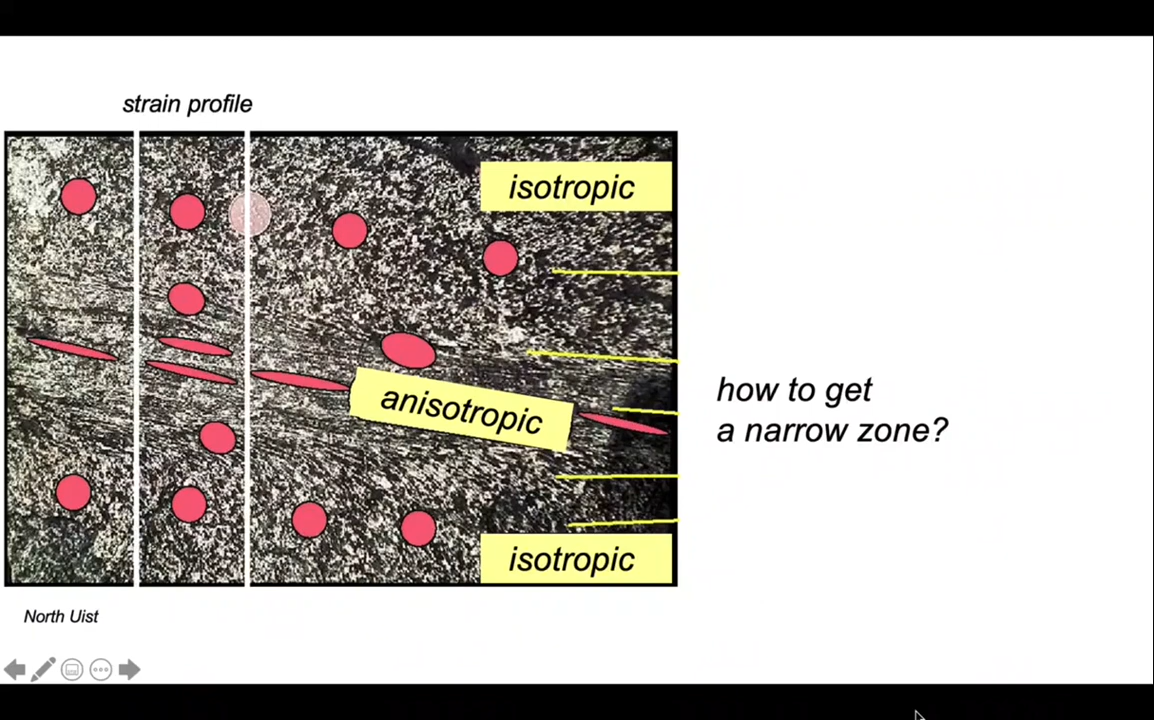 strain profile
isotropic
anisotropic
how to get
a narrow zone?
isotropic
North Uist